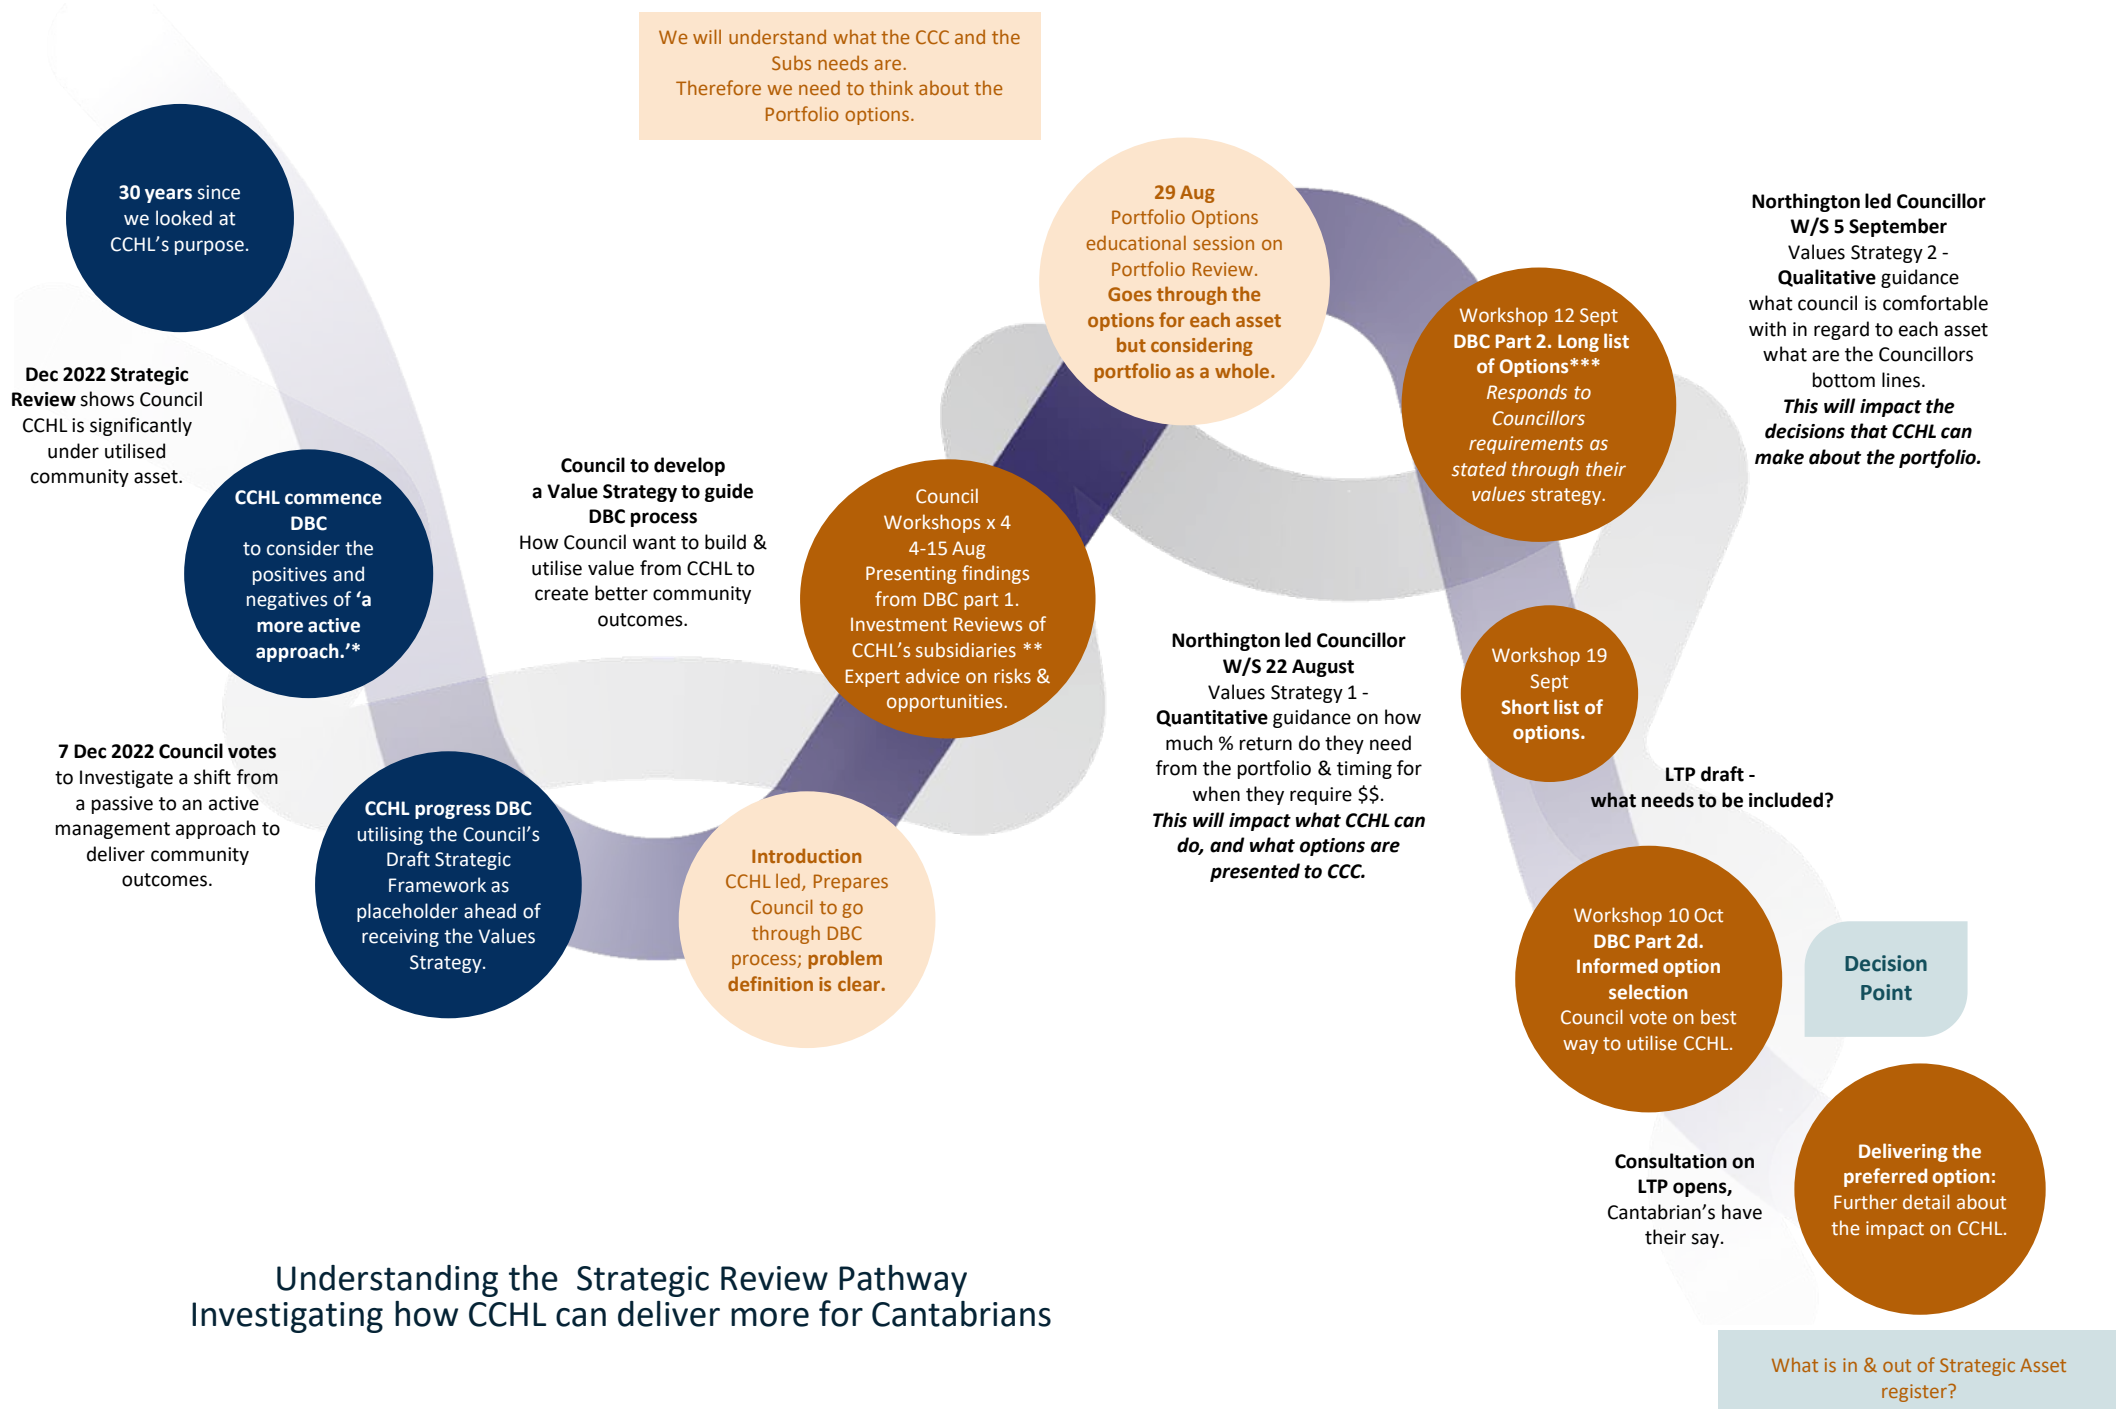 We will understand what the CCC and the
Subs needs are.
Therefore we need to think about the
Portfolio options.
30 years since
we looked at
CCHL’s purpose.
Dec 2022 Strategic
Review shows Council
CCHL is significantly
under utilised
community asset.
CCHL commence
DBC
to consider the
positives and
negatives of ‘a
more active
approach.’*
7 Dec 2022 Council votes
to Investigate a shift from
a passive to an active
management approach to
deliver community
outcomes.
CCHL progress DBC
utilising the Council’s
Draft Strategic
Framework as
placeholder ahead of
receiving the Values
Strategy.
Council to develop
a Value Strategy to guide
DBC process
How Council want to build &
utilise value from CCHL to
create better community
outcomes.
Introduction
CCHL led, Prepares
Council to go
through DBC
process; problem
definition is clear.
Council
Workshops x 4
4-15 Aug
Presenting findings
from DBC part 1.
Investment Reviews of
CCHL’s subsidiaries **
Expert advice on risks &
opportunities.
29 Aug
Portfolio Options
educational session on
Portfolio Review.
Goes through the
options for each asset
but considering
portfolio as a whole.
Northington led Councillor
W/S 22 August
Values Strategy 1 -
Quantitative guidance on how
much % return do they need
from the portfolio & timing for
when they require $$.
This will impact what CCHL can
do, and what options are
presented to CCC.
Workshop 12 Sept
DBC Part 2. Long list
of Options***
Responds to
Councillors
requirements as
stated through their
values strategy.
Northington led Councillor
W/S 5 September
Values Strategy 2 -
Qualitative guidance
what council is comfortable
with in regard to each asset
what are the Councillors
bottom lines.
This will impact the
decisions that CCHL can
make about the portfolio.
Workshop 19
Sept
Short list of
options.
LTP draft -
what needs to be included?
Workshop 10 Oct
DBC Part 2d.
Informed option
selection
Council vote on best
way to utilise CCHL.
Decision
Point
Consultation on
LTP opens,
Cantabrian’s have
their say.
Delivering the
preferred option:
Further detail about
the impact on CCHL.
Understanding the Strategic Review Pathway
Investigating how CCHL can deliver more for Cantabrians
What is in & out of Strategic Asset
register?